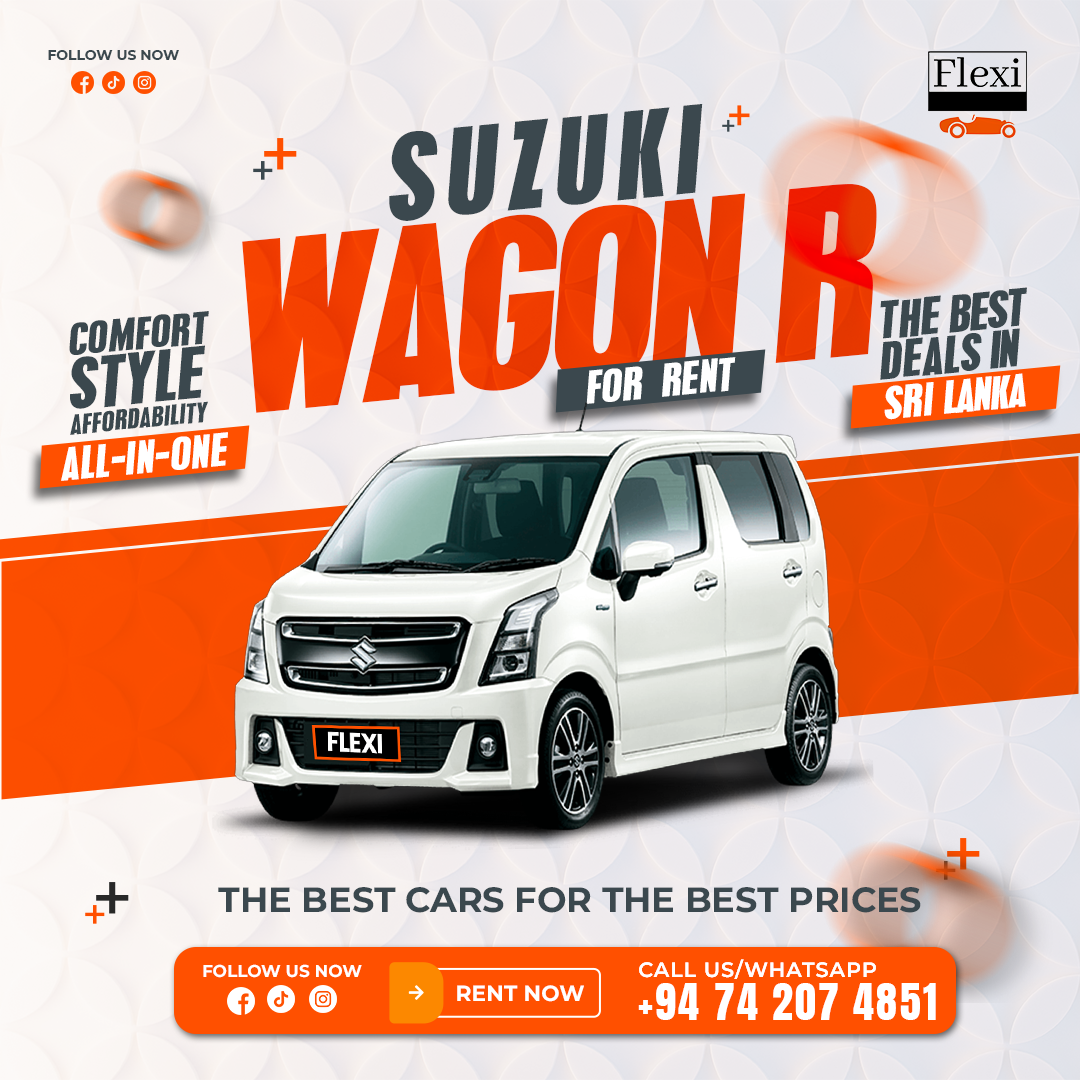 FOLLOW US NOW
Flexi
SUZUKI
WAGON R
FOR RENT
COMFORT
STYLE
AFFORDABILITY
ALL-IN-ONE
THE BEST
DEALS IN
SRI LANKA
FLEXI
THE BEST CARS FOR THE BEST PRICES
FOLLOW US NOW
RENT NOW
CALL US/WHATSAPP
+94 74 207 4851